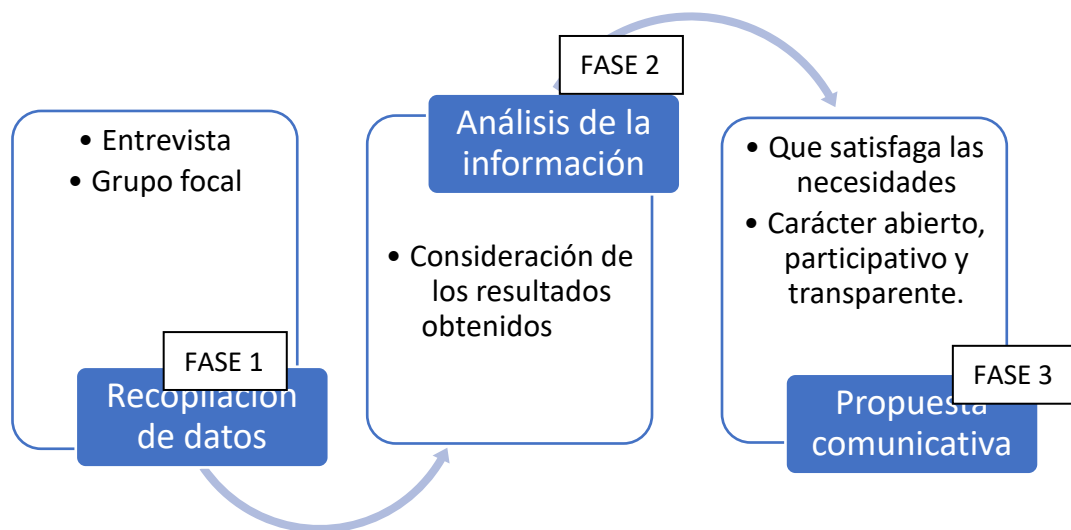 • Entrevista
• Grupo focal
FASE 1
Recopilación
de datos
FASE 2
Análisis de la
información
• Consideración de
los resultados
obtenidos
• Que satisfaga las
necesidades
• Carácter abierto,
participativo y
transparente.
FASE 3
Propuesta
comunicativa